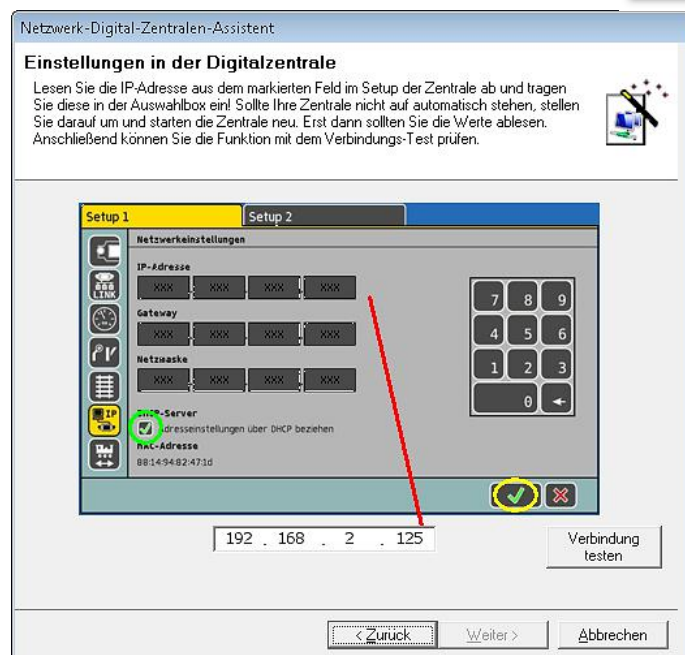 Netzwerk-Digital-Zentralen-Assistent
Einstellungen in der Digitalzentrale
Lesen Sie die IP-Adresse aus dem markierten Feld im Setup der Zentrale ab und tragen
Sie diese in der Auswahlbox ein! Sollte Ihre Zentrale nicht auf automatisch stehen, stellen
Sie darauf um und starten die Zentrale neu. Erst dann sollten Sie die Werte ablesen.
Anschließend können Sie die Funktion mit dem Verbindungs-Test prüfen.
Setup 1 Setup 2
Netzwerkeinstellungen
IP-Adresse
XXX XXX XXX XXX
Gateway
XXX XXX XXX XXX
Netzmaske
XXX XXX XXX XXX
7 8 9
4 5 6
1 2 3
0
LINK
IP
DHCP-Server
Adresseinstellungen über DHCP beziehen
MAC-Adresse
88:14:94:82:47:1d
192 . 168 . 2 . 125
Verbindung
testen
< Zurück Weiter > Abbrechen